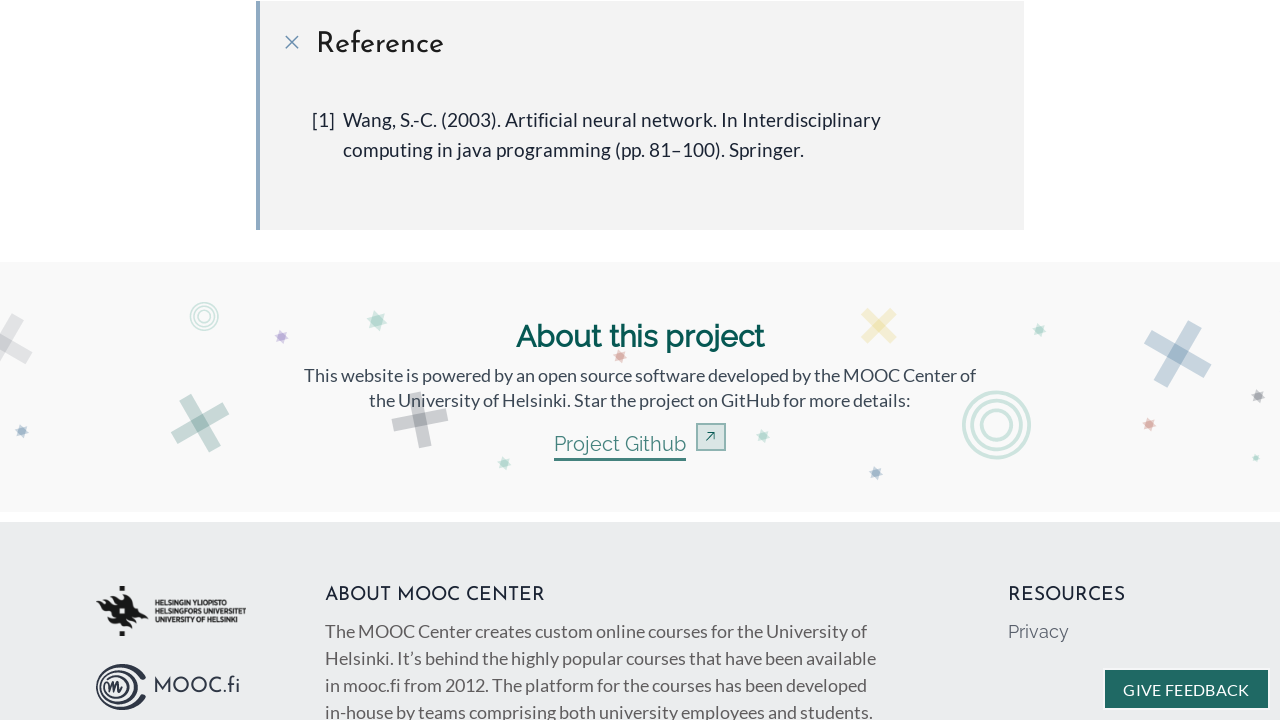 Reference
[1] Wang, S.-C. (2003). Artificial neural network. In Interdisciplinary
computing in java programming (pp. 81–100). Springer.
About this project
This website is powered by an open source software developed by the MOOC Center of
the University of Helsinki. Star the project on GitHub for more details:
Project Github
HELSINGIN YLIOPISTO
HELSINGFORS UNIVERSITET
UNIVERSITY OF HELSINKI
MOOC.fi
ABOUT MOOC CENTER
The MOOC Center creates custom online courses for the University of
Helsinki. It’s behind the highly popular courses that have been available
in mooc.fi from 2012. The platform for the courses has been developed
in-house by teams comprising both university employees and students.
RESOURCES
Privacy
GIVE FEEDBACK